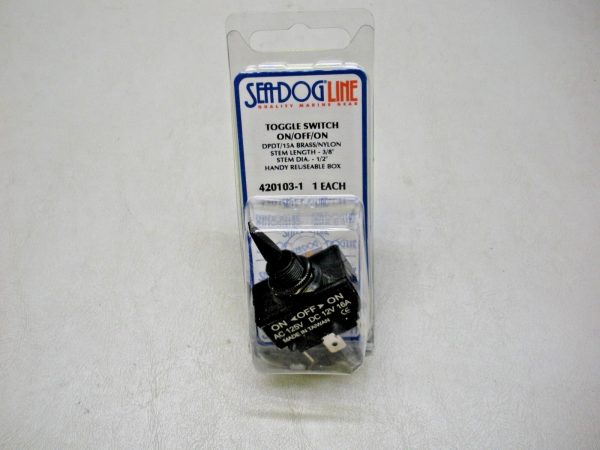 SEA-DOG LINE
QUALITY MARINE GEAR
TOGGLE SWITCH
ON/OFF/ON
DPDT/15A BRASS/NYLON
STEM LENGTH - 3/8"
STEM DIA. - 1/2"
HANDY REUSEABLE BOX
420103-1 1 EACH
ON ◄OFF► ON
AC 125V DC 12V 16A
MADE IN TAIWAN CE